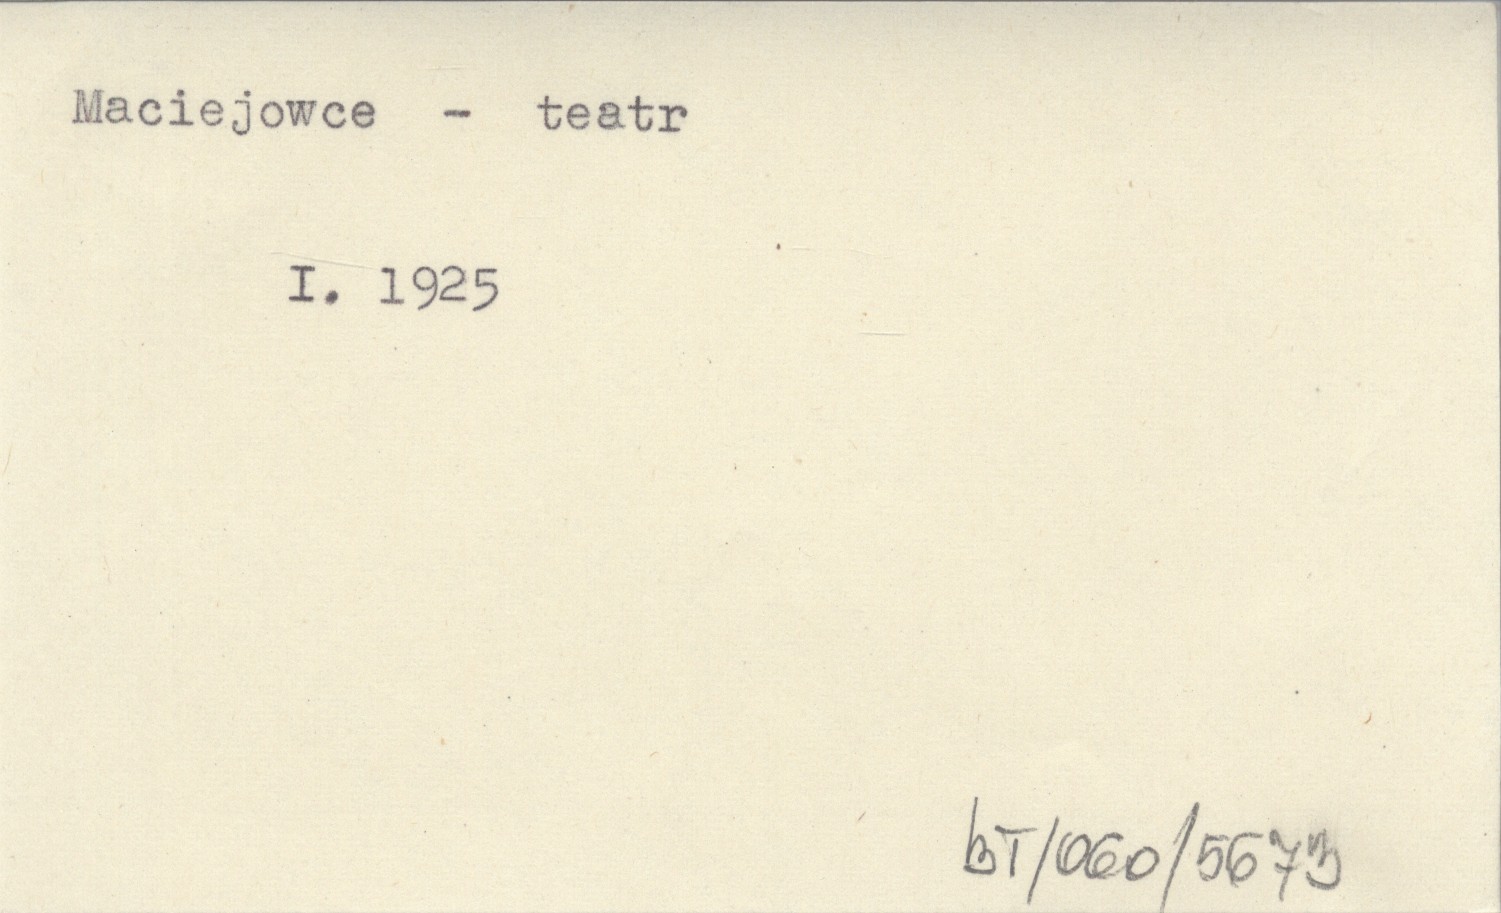 Maciejowce - teatr
I. 1925
bT/060/5673